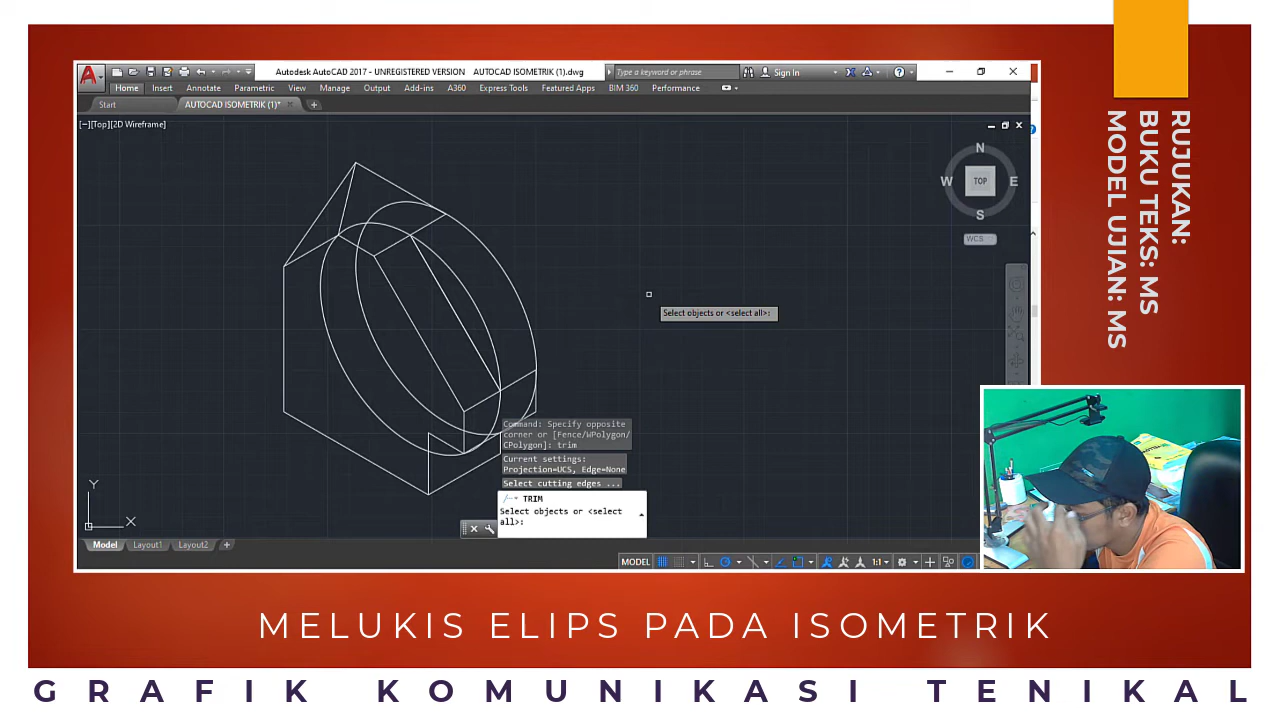 Autodesk AutoCAD 2017 - UNREGISTERED VERSION AUTOCAD ISOMETRIK (1).dwg
Type a keyword or phrase
Sign In
Home Insert Annotate Parametric View Manage Output Add-ins A360 Express Tools Featured Apps BIM 360 Performance
Start
AUTOCAD ISOMETRIK (1)*
[−][Top][2D Wireframe]
N
W TOP E
S
WCS
Select objects or <select all>:
Command: Specify opposite
corner or [Fence/WPolygon/
CPolygon]: trim
Current settings:
Projection=UCS, Edge=None
Select cutting edges ...
TRIM
Select objects or <select
all>:
Y
X
Model Layout1 Layout2
MODEL
1:1
RUJUKAN:
BUKU TEKS: MS
MODEL UJIAN: MS
MELUKIS ELIPS PADA ISOMETRIK
GRAFIK KOMUNIKASI TENIKAL